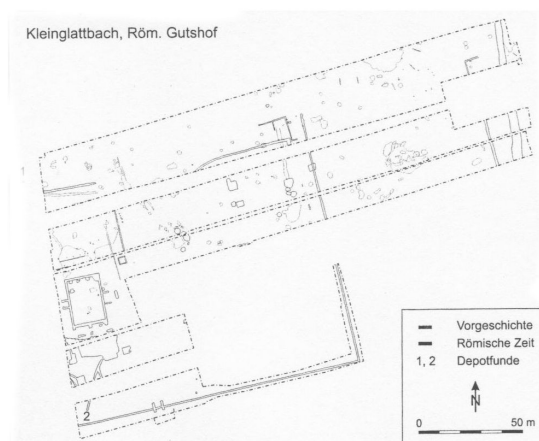 Kleinglattbach, Röm. Gutshof
1
2
Vorgeschichte
Römische Zeit
1, 2 Depotfunde
N
0 50 m